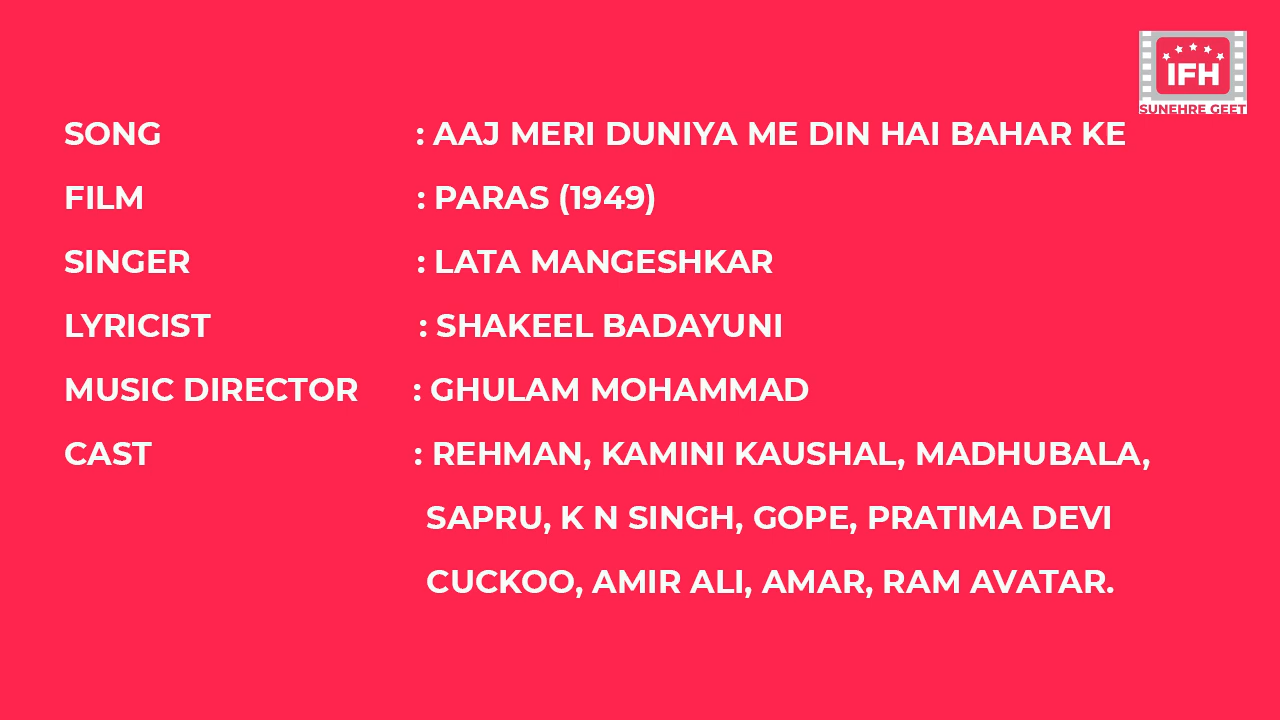 IFH
SUNEHRE GEET
SONG : AAJ MERI DUNIYA ME DIN HAI BAHAR KE
FILM : PARAS (1949)
SINGER : LATA MANGESHKAR
LYRICIST : SHAKEEL BADAYUNI
MUSIC DIRECTOR : GHULAM MOHAMMAD
CAST : REHMAN, KAMINI KAUSHAL, MADHUBALA,
SAPRU, K N SINGH, GOPE, PRATIMA DEVI
CUCKOO, AMIR ALI, AMAR, RAM AVATAR.